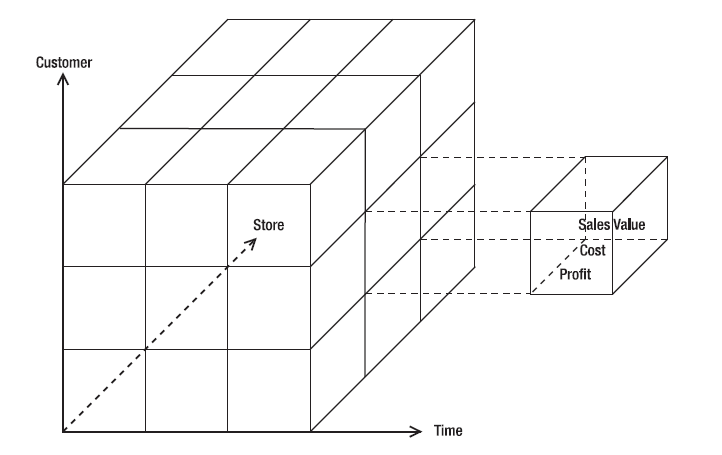 Customer
Store
Sales Value
Cost
Profit
Time